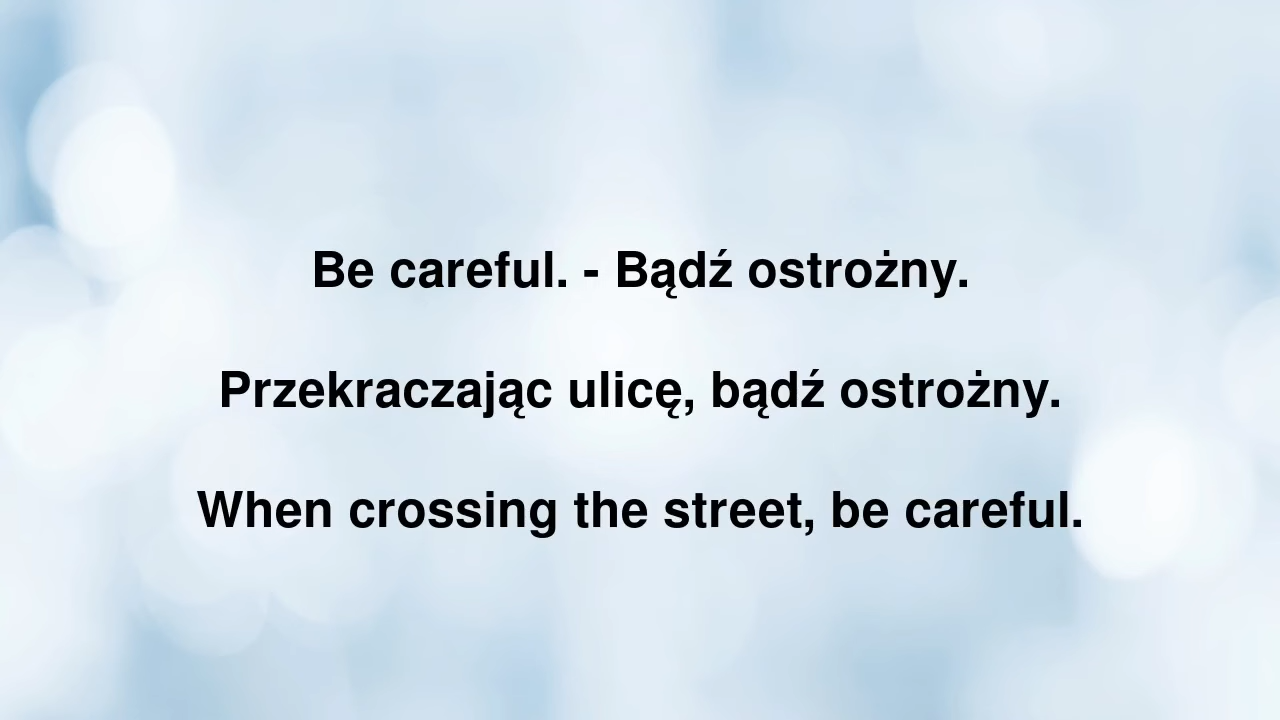 Be careful. - Bądź ostrożny.
Przekraczając ulicę, bądź ostrożny.
When crossing the street, be careful.